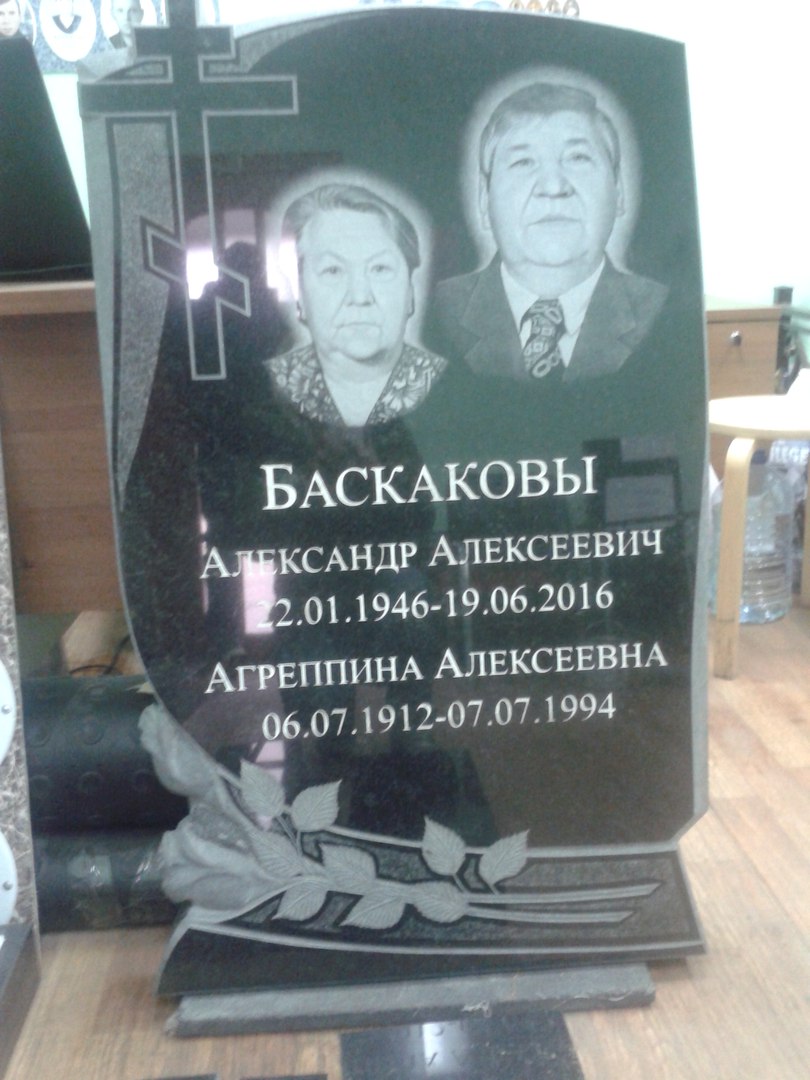 БАСКАКОВЫ
АЛЕКСАНДР АЛЕКСЕЕВИЧ
22.01.1946-19.06.2016
АГРЕППИНА АЛЕКСЕЕВНА
06.07.1912-07.07.1994